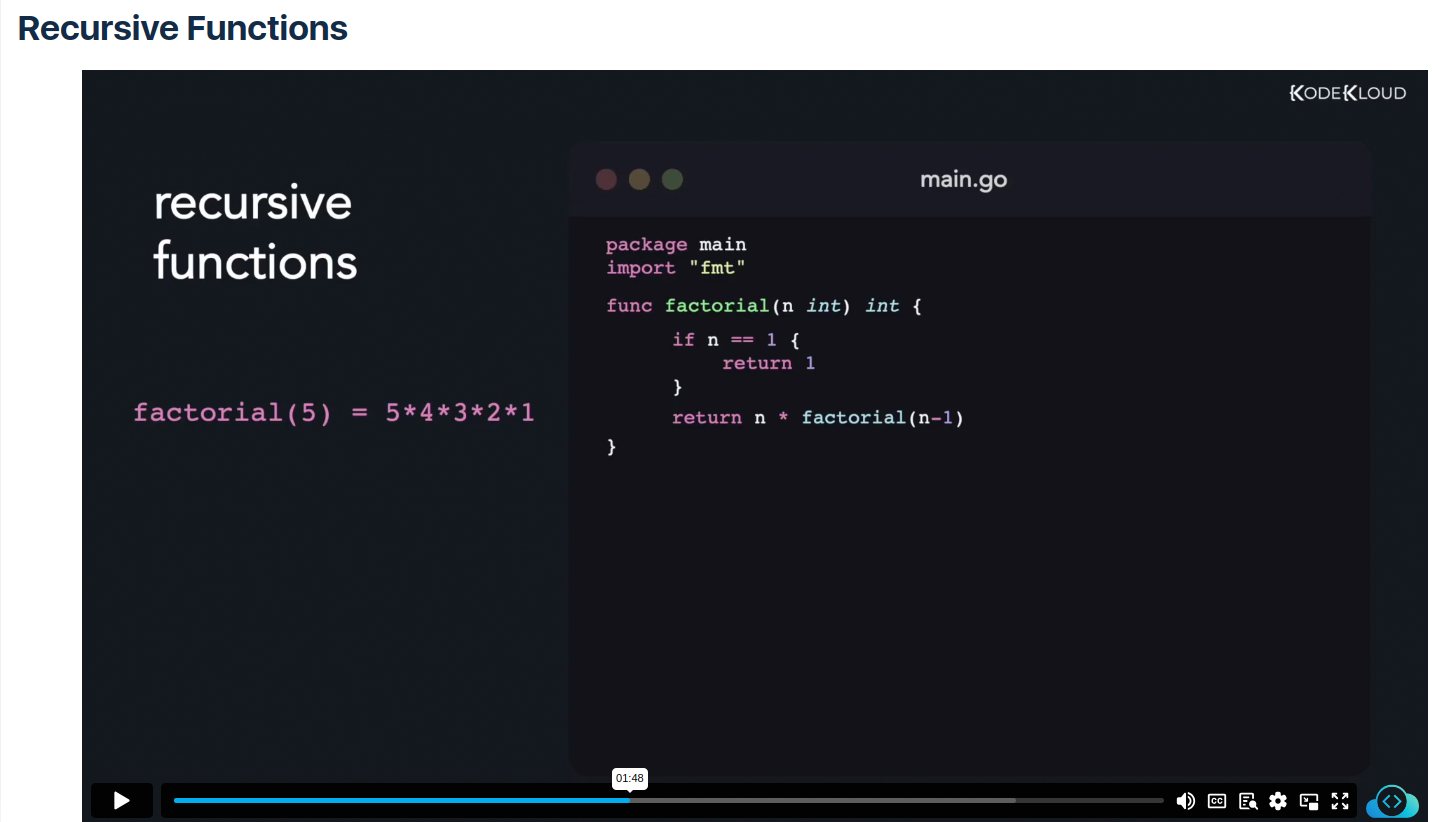 Recursive Functions
KODEKLOUD
recursive
functions
factorial(5) = 5*4*3*2*1
main.go
package main
import "fmt"
func factorial(n int) int {
if n == 1 {
return 1
}
return n * factorial(n-1)
}
01:48
CC